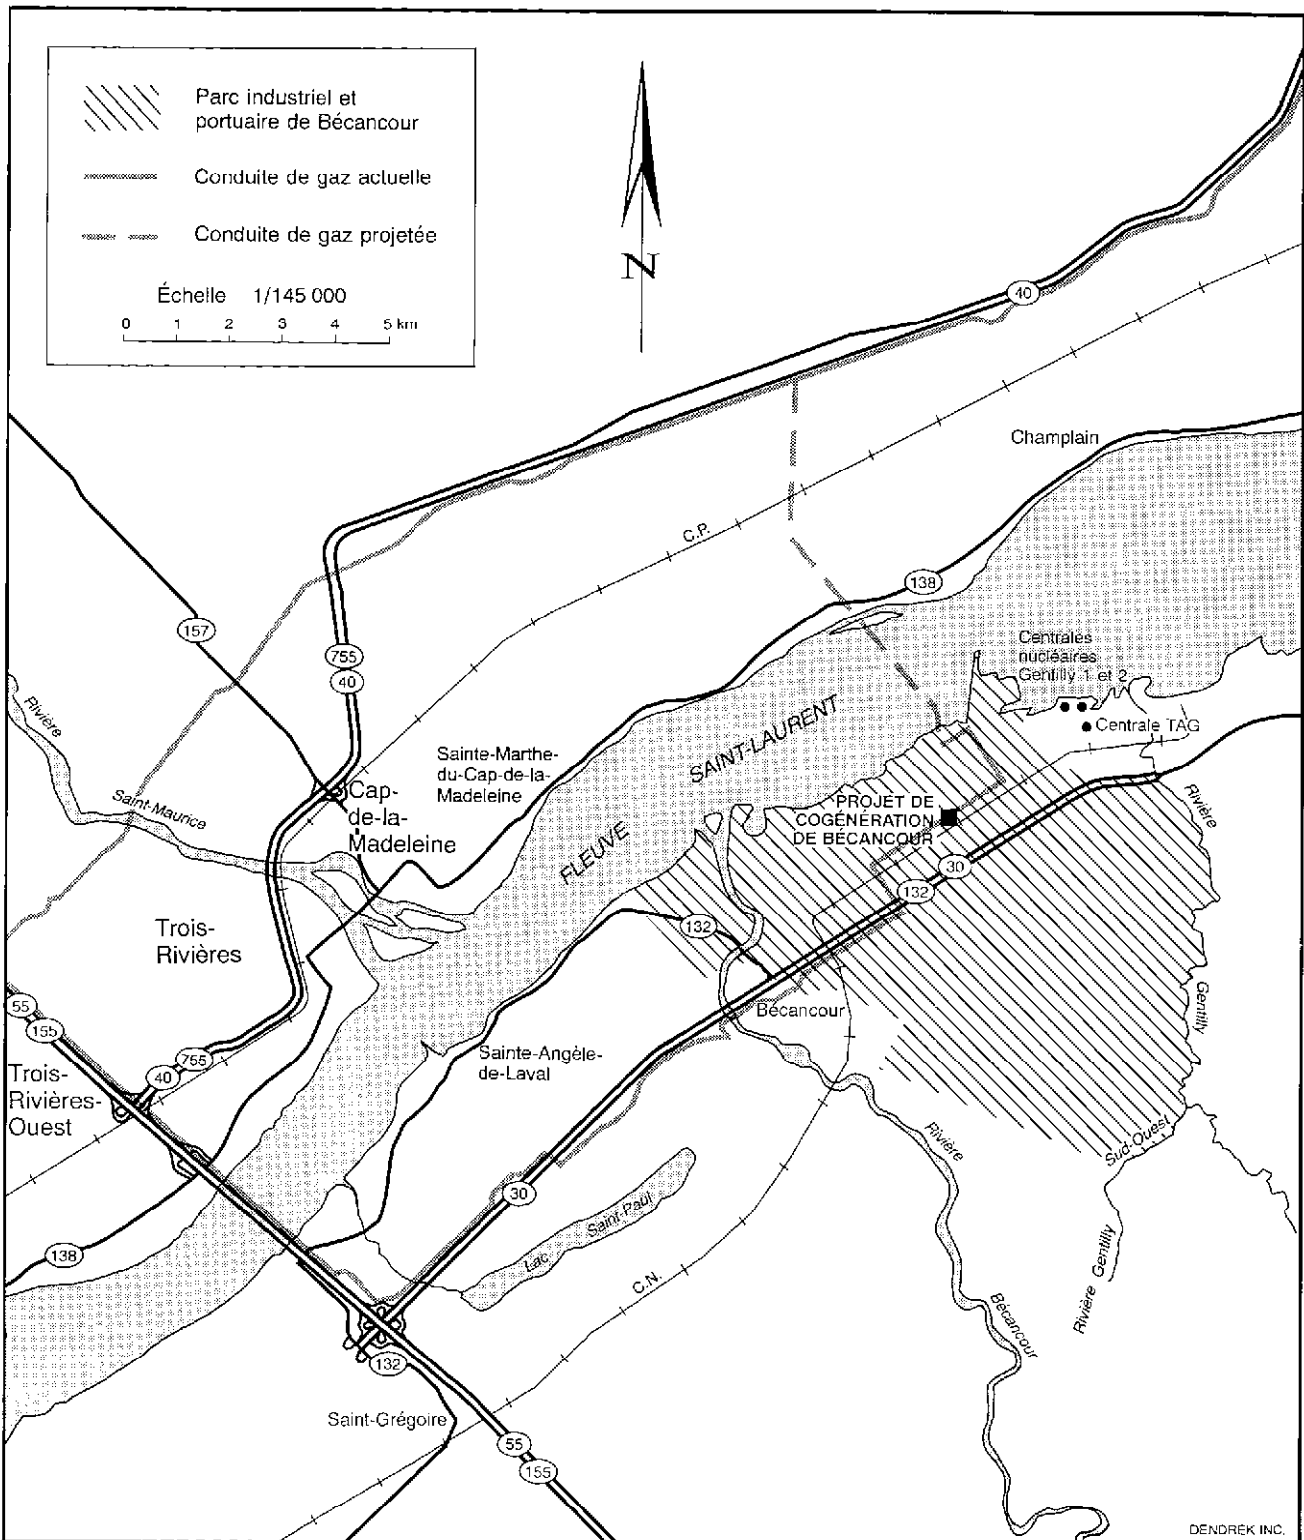 Parc industriel et
portuaire de Bécancour
Conduite de gaz actuelle
Conduite de gaz projetée
Échelle 1/145 000
0 1 2 3 4 5 km
N
40
Champlain
C.P.
138
157
755
40
Rivière
Saint-Maurice
Centrales
nucléaires
Gentilly 1 et 2
Centrale TAG
Sainte-Marthe-
du-Cap-de-la-
Madeleine
Cap-
de-la-
Madeleine
FLEUVE
SAINT-LAURENT
PROJET DE
COGÉNÉRATION
DE BÉCANCOUR
Rivière
Gentilly
30
132
132
Trois-
Rivières
55
155
755
40
Trois-
Rivières-
Ouest
Bécancour
Sainte-Angèle-
de-Laval
Rivière
Bécancour
Sud-Ouest
Rivière Gentilly
30
Lac Saint-Paul
C.N.
138
132
Saint-Grégoire
55
155
DENDREK INC.